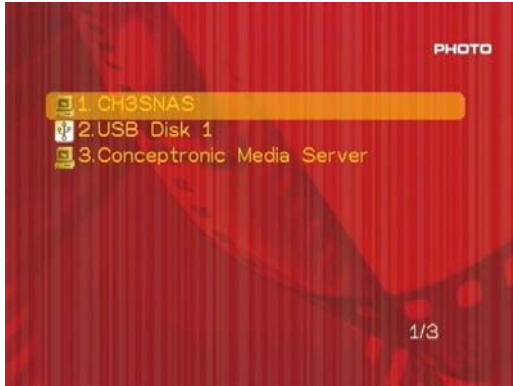 PHOTO
1. CH3SNAS
2.USB Disk 1
3.Conceptronic Media Server
1/3